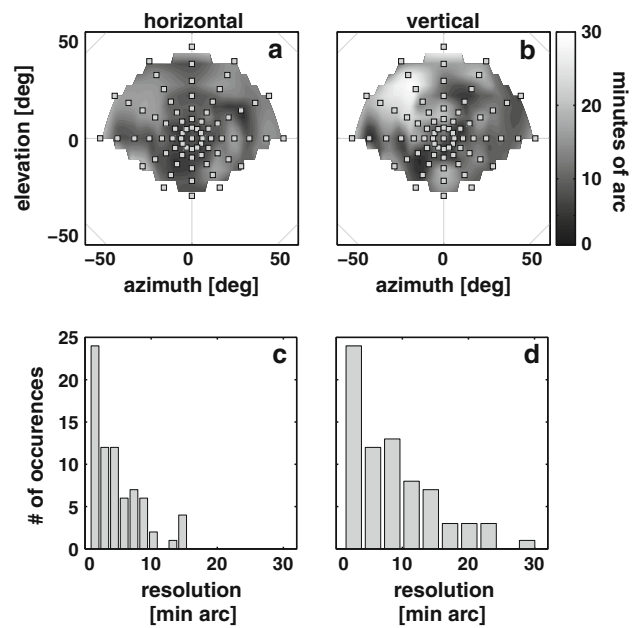 horizontal
vertical
a
b
50
0
−50
elevation [deg]
−50 0 50
azimuth [deg]
−50 0 50
azimuth [deg]
30
20
10
0
minutes of arc
c
d
25
20
15
10
5
0
# of occurences
0 10 20 30
resolution
[min arc]
0 10 20 30
resolution
[min arc]